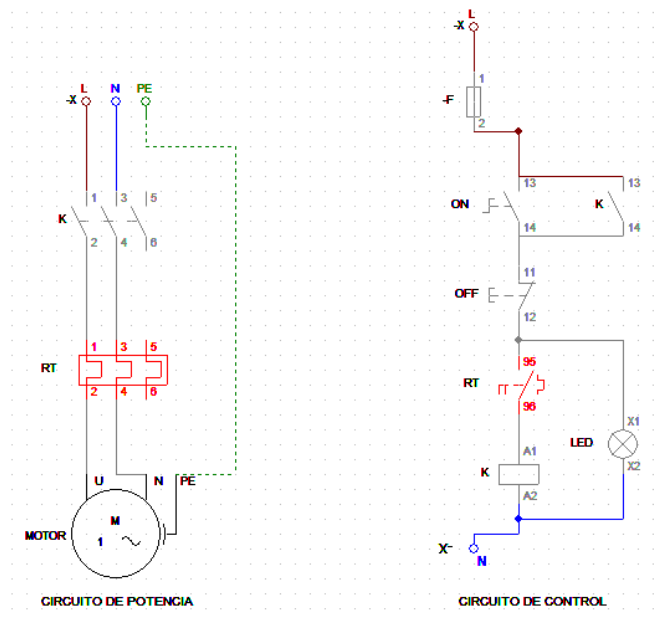 L N PE
-X
1 3 5
K
2 4 6
1 3 5
RT
2 4 6
U N PE
M
MOTOR
1
CIRCUITO DE POTENCIA
L
-X
1
-F
2
13 13
ON K
14 14
11
OFF
12
95
RT
96
X1
LED
A1
K X2
A2
X-
N
CIRCUITO DE CONTROL